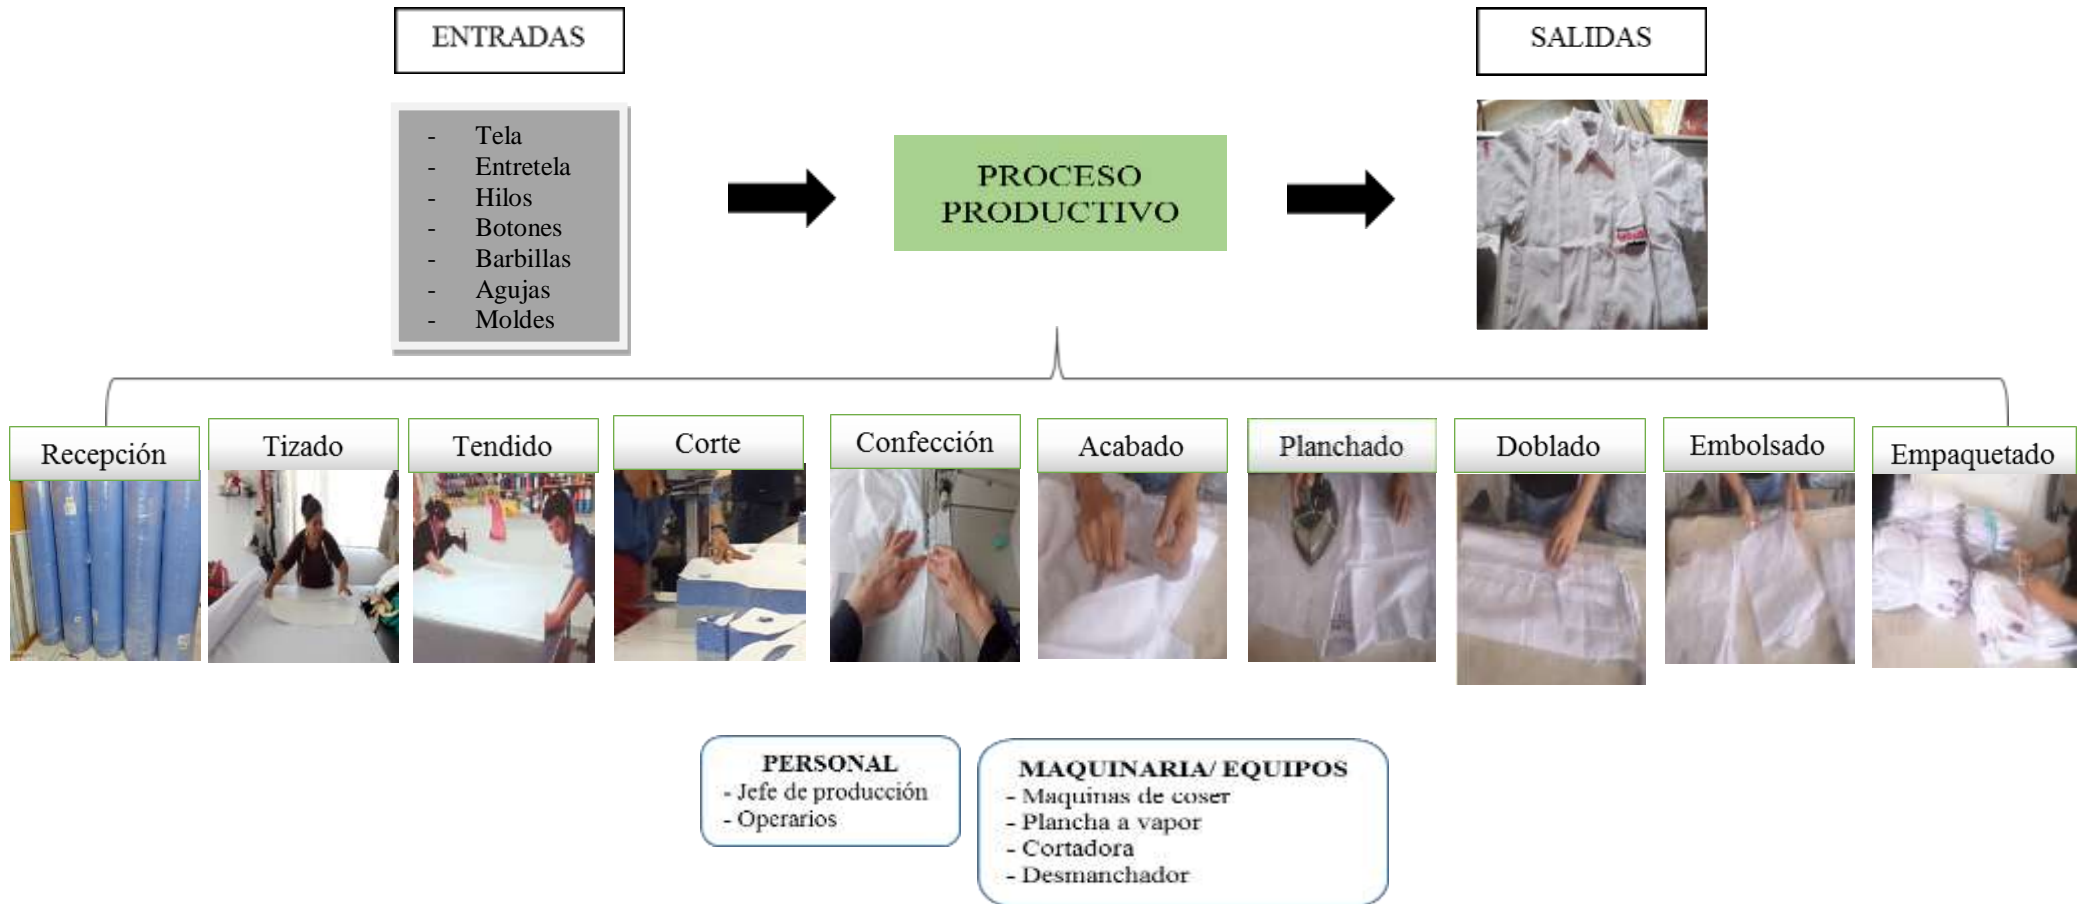 ENTRADAS
SALIDAS
- Tela
- Entretela
- Hilos
- Botones
- Barbillas
- Agujas
- Moldes
PROCESO
PRODUCTIVO
Recepción
Tizado
Tendido
Corte
Confección
Acabado
Planchado
Doblado
Embolsado
Empaquetado
PERSONAL
- Jefe de producción
- Operarios
MAQUINARIA/ EQUIPOS
- Maquinas de coser
- Plancha a vapor
- Cortadora
- Desmanchador